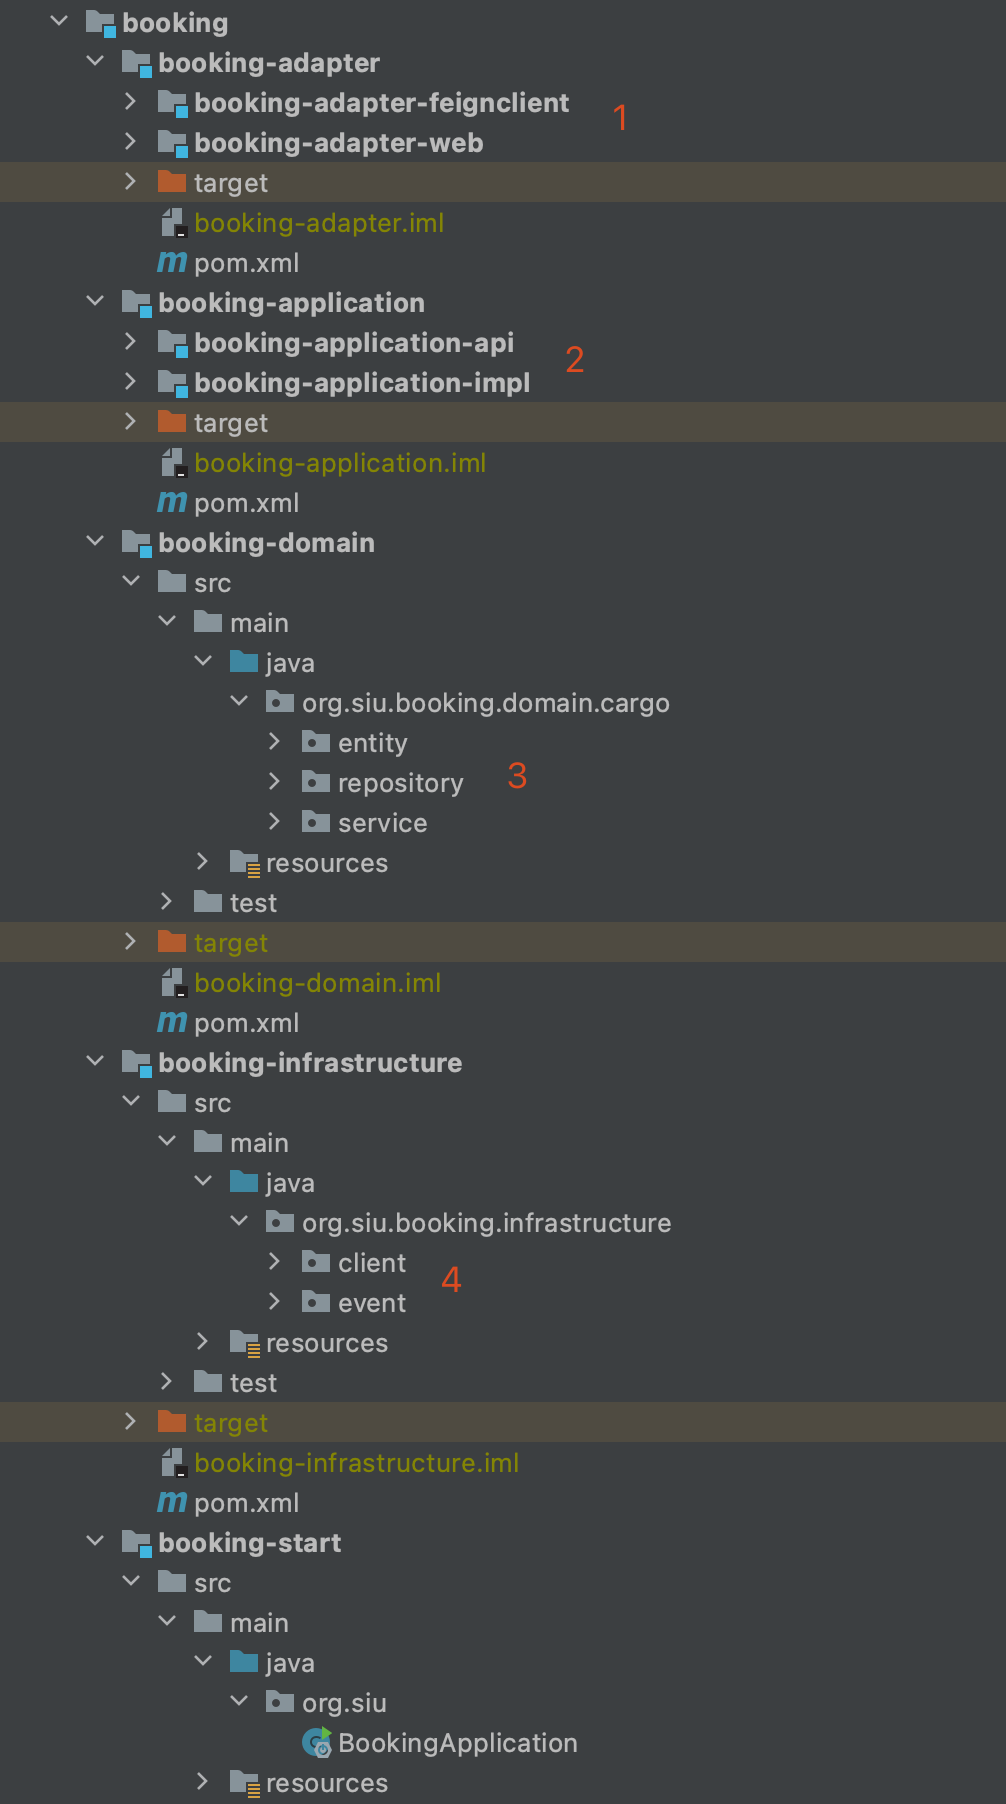 booking
booking-adapter
booking-adapter-feignclient
1
booking-adapter-web
target
booking-adapter.iml
pom.xml
booking-application
booking-application-api
2
booking-application-impl
target
booking-application.iml
pom.xml
booking-domain
src
main
java
org.siu.booking.domain.cargo
entity
repository 3
service
resources
test
target
booking-domain.iml
pom.xml
booking-infrastructure
src
main
java
org.siu.booking.infrastructure
client
4
event
resources
test
target
booking-infrastructure.iml
pom.xml
booking-start
src
main
java
org.siu
BookingApplication
resources